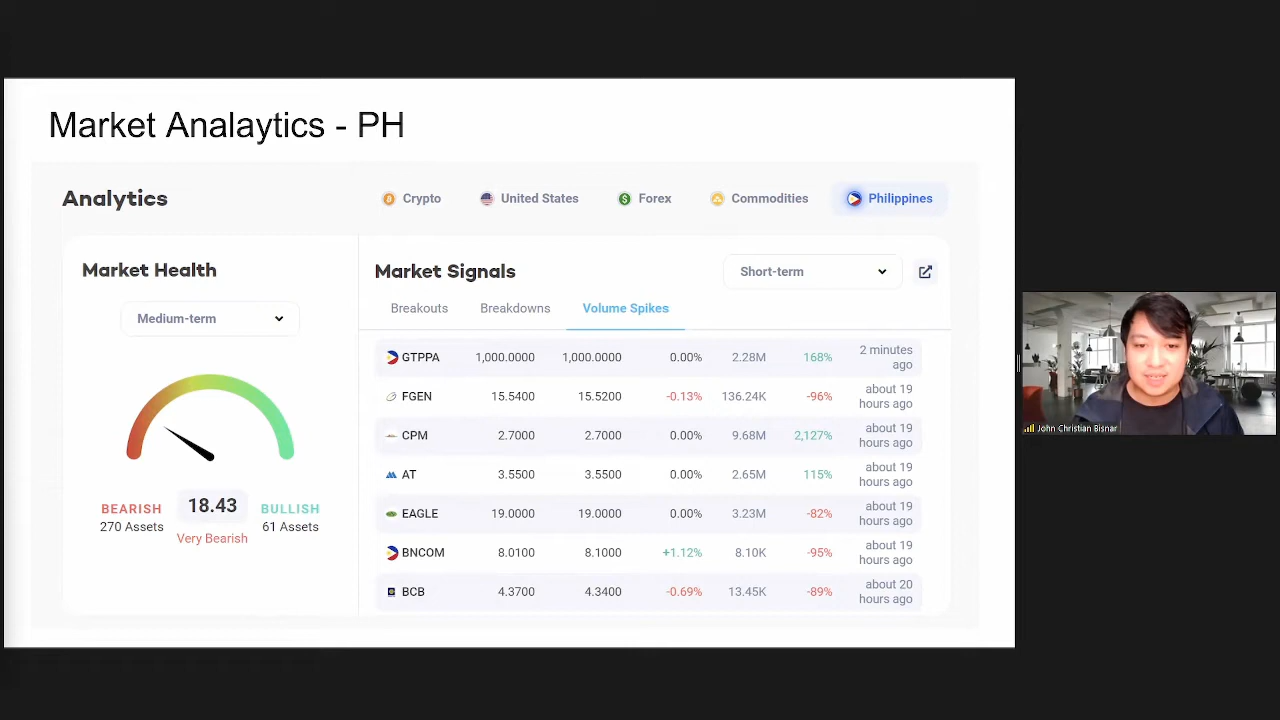 Market Analaytics - PH
Analytics
Crypto United States Forex Commodities Philippines
Market Health
Medium-term
BEARISH 18.43 BULLISH
270 Assets 61 Assets
Very Bearish
Market Signals Short-term
Breakouts Breakdowns Volume Spikes
GTPPA 1,000.0000 1,000.0000 0.00% 2.28M 168% 2 minutes ago
FGEN 15.5400 15.5200 -0.13% 136.24K -96% about 19 hours ago
CPM 2.7000 2.7000 0.00% 9.68M 2,127% about 19 hours ago
AT 3.5500 3.5500 0.00% 2.65M 115% about 19 hours ago
EAGLE 19.0000 19.0000 0.00% 3.23M -82% about 19 hours ago
BNCOM 8.0100 8.1000 +1.12% 8.10K -95% about 19 hours ago
BCB 4.3700 4.3400 -0.69% 13.45K -89% about 20 hours ago
John Christian Bisnar